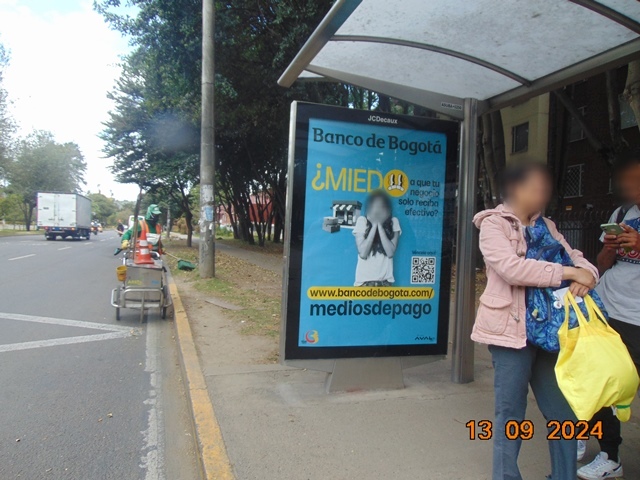 JCDecaux
Banco de Bogotá
¿MIEDO
a que tu
negocio
solo reciba
efectivo?
www.bancodebogota.com/
mediosdepago
13 09 2024